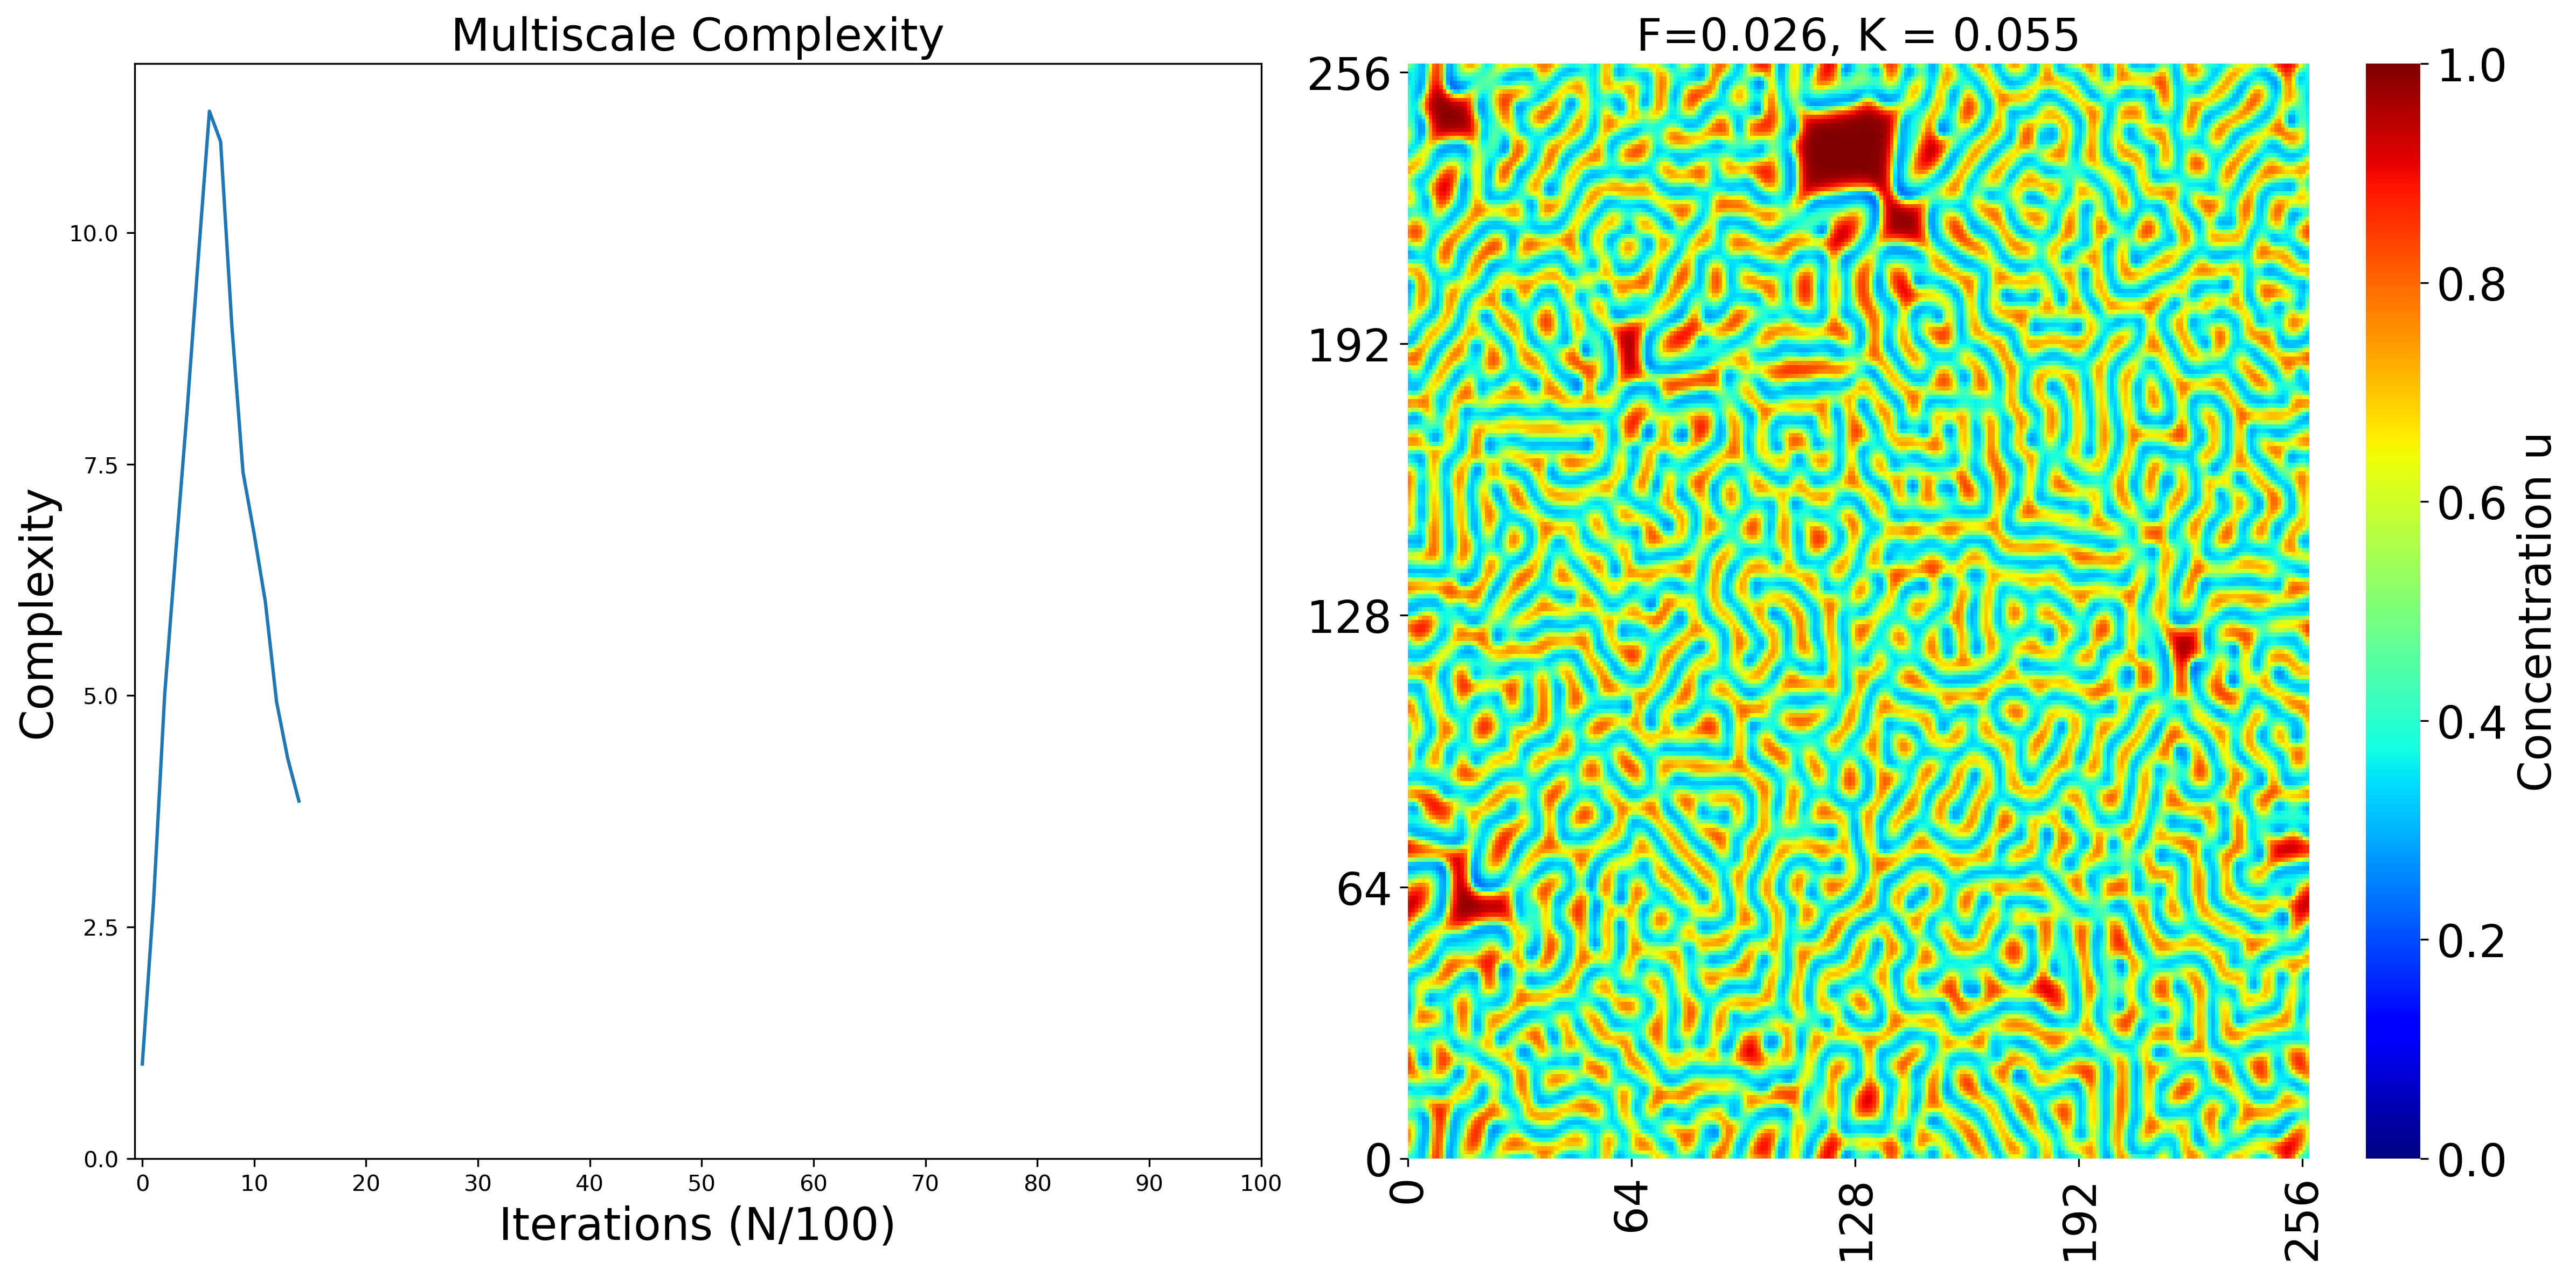 Multiscale Complexity
Complexity
10.0
7.5
5.0
2.5
0.0
0 10 20 30 40 50 60 70 80 90 100
Iterations (N/100)
F=0.026, K = 0.055
256
192
128
64
0
0 64 128 192 256
1.0
0.8
0.6
0.4
0.2
0.0
Concentration u